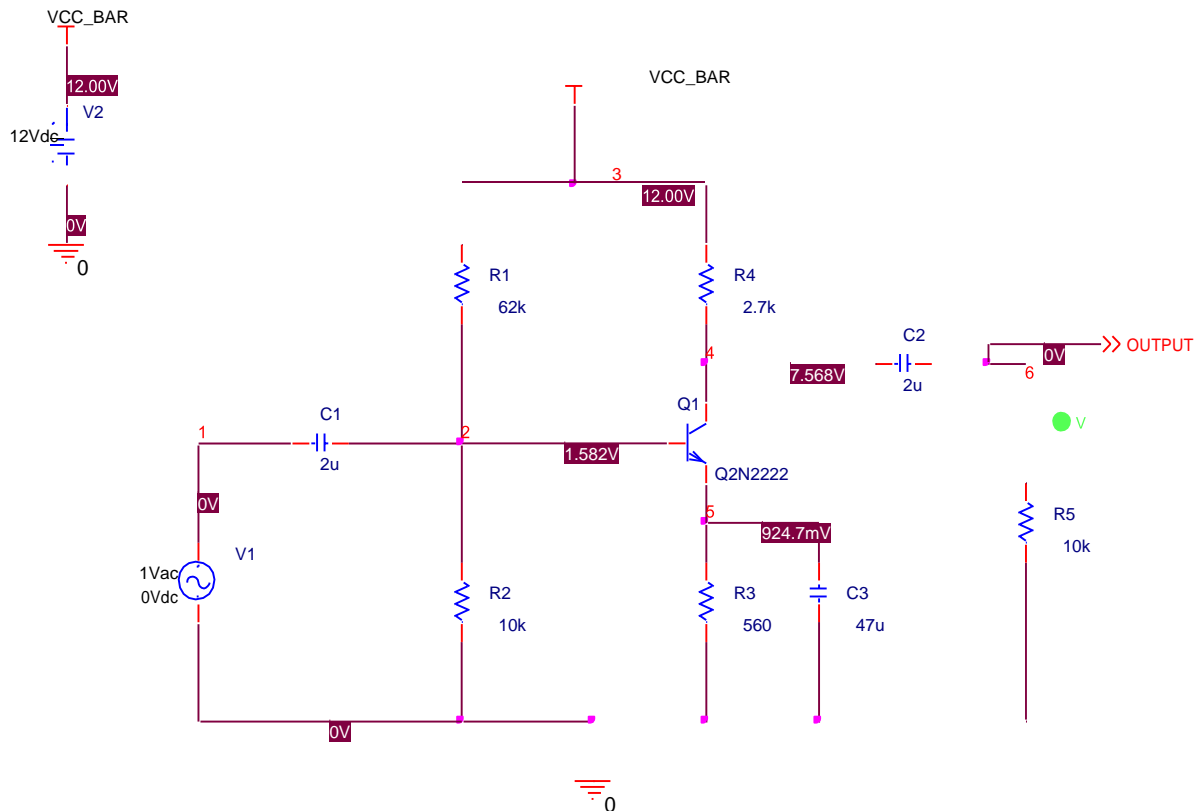 VCC_BAR
12.00V
V2
12Vdc
0V
0
VCC_BAR
3
12.00V
R1
62k
R4
2.7k
4
7.568V
C2
2u
0V
OUTPUT
6
V
1
C1
2u
2
1.582V
Q1
Q2N2222
0V
V1
1Vac
0Vdc
5
924.7mV
R2
10k
R3
560
C3
47u
R5
10k
0V
0